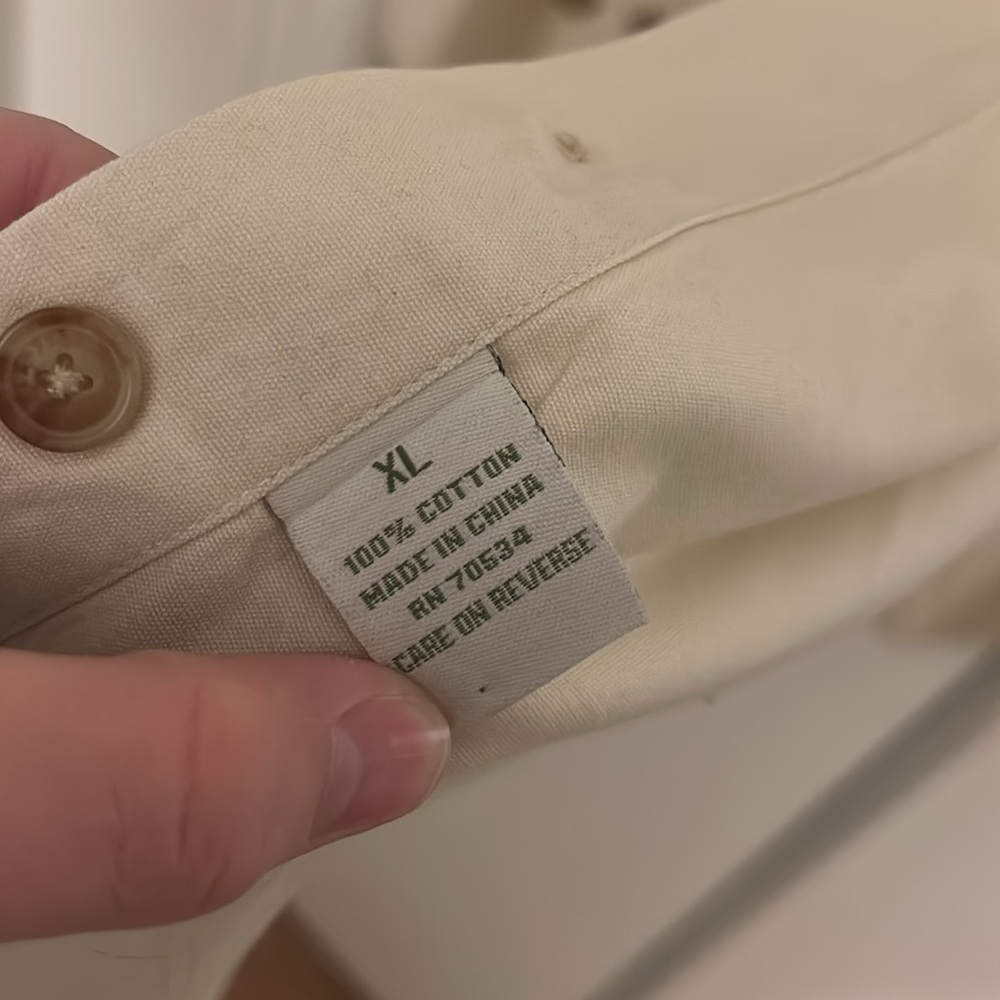 XL
100% COTTON
MADE IN CHINA
RN 70534
CARE ON REVERSE